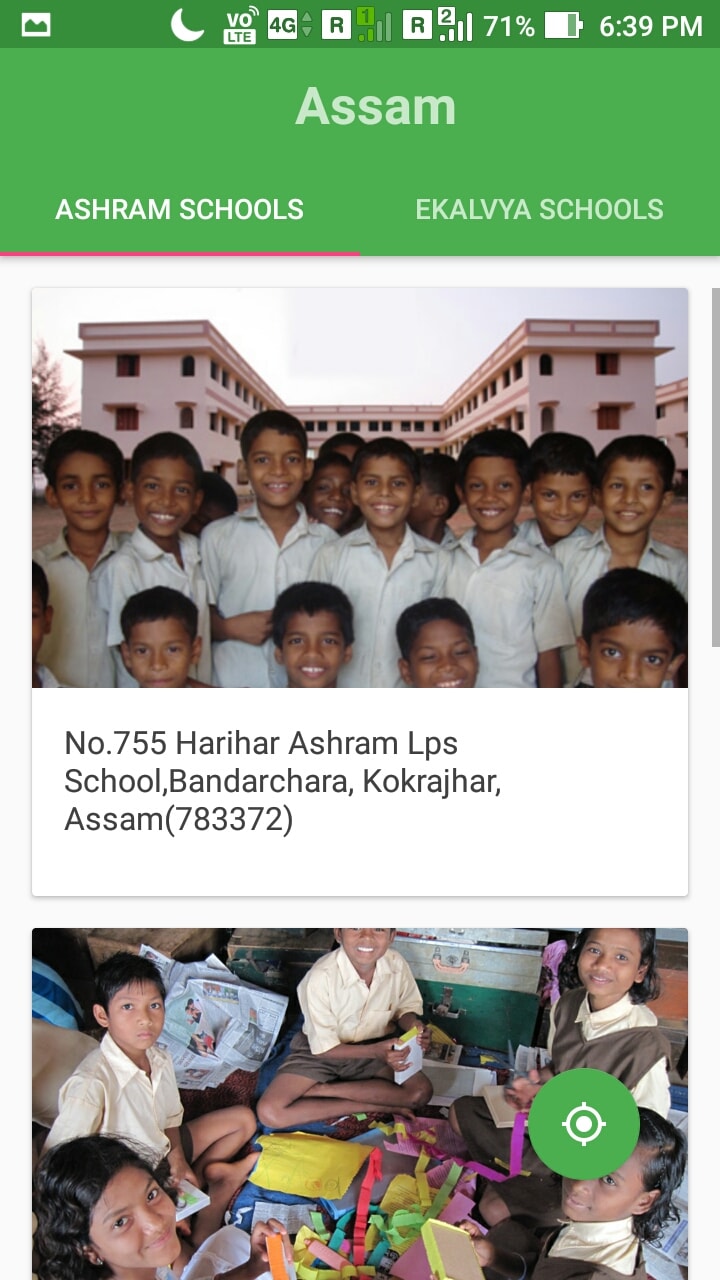 VO LTE 4G R 1 R 2 71% 6:39 PM
Assam
ASHRAM SCHOOLS EKALVYA SCHOOLS
No.755 Harihar Ashram Lps
School,Bandarchara, Kokrajhar,
Assam(783372)